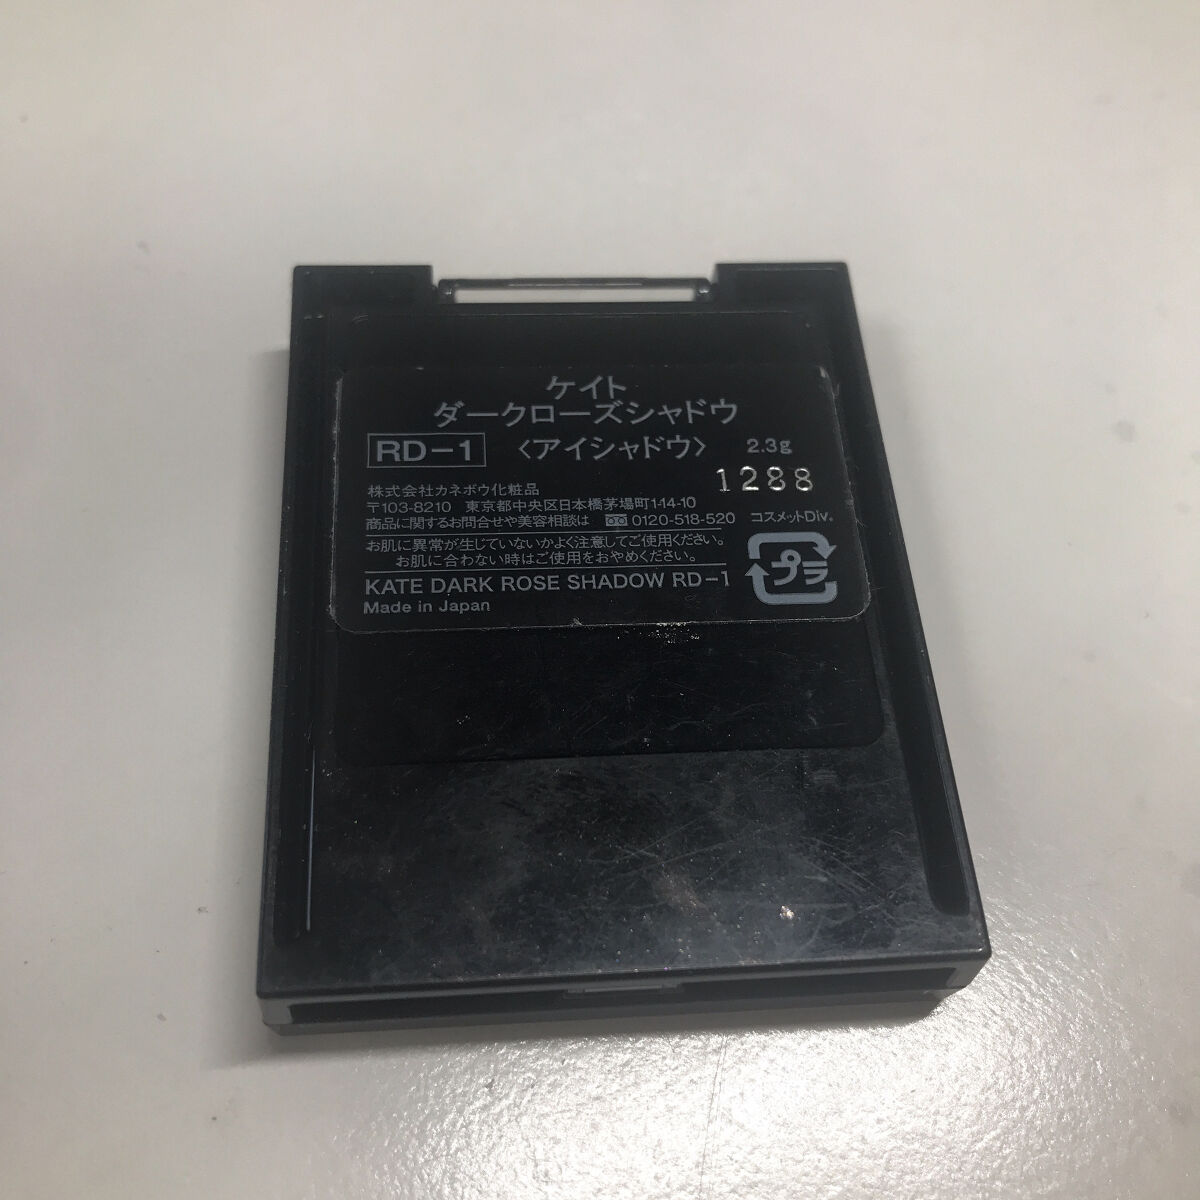 ケイト
ダークローズシャドウ
RD-1 〈アイシャドウ〉 2.3g
1288
株式会社カネボウ化粧品
〒103-8210 東京都中央区日本橋茅場町1-14-10
商品に関するお問合せや美容相談は 0120-518-520 コスメットDiv.
お肌に異常が生じていないかよく注意してご使用ください。
お肌に合わない時はご使用をおやめください。
プラ
KATE DARK ROSE SHADOW RD-1
Made in Japan